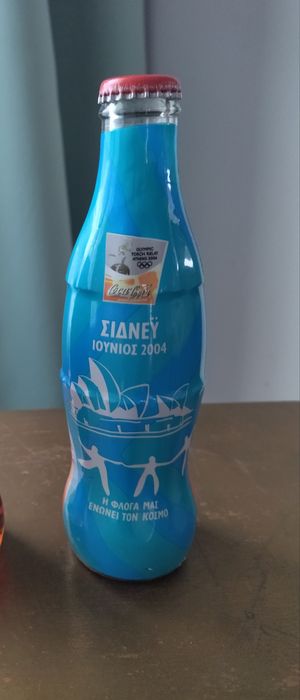 OLYMPIC
TORCH RELAY
ATHENS 2004
Coca-Cola
ΣΙΔΝΕΫ
ΙΟΥΝΙΟΣ 2004
Η ΦΛΟΓΑ ΜΑΣ
ΕΝΩΝΕΙ ΤΟΝ ΚΟΣΜΟ